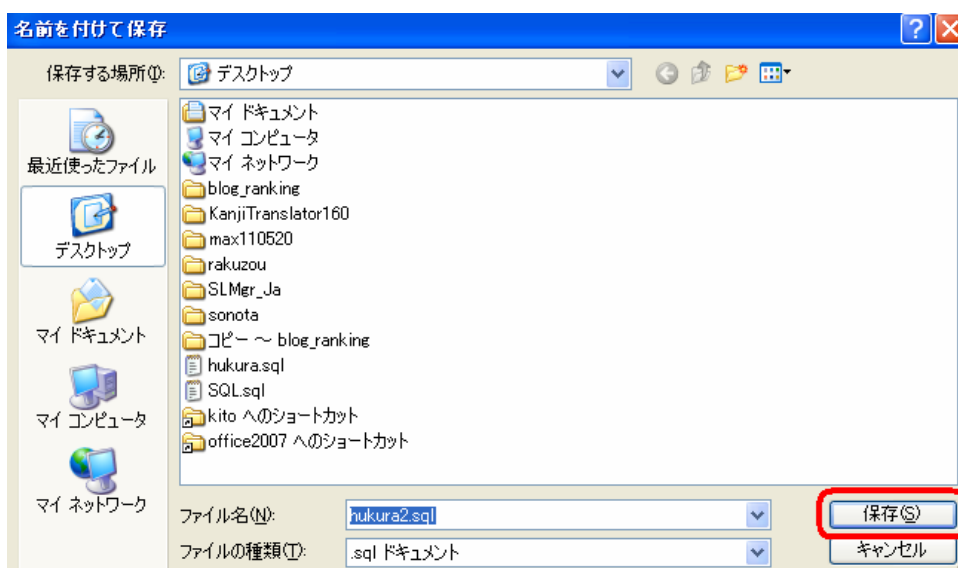 名前を付けて保存
保存する場所(I):
デスクトップ
最近使ったファイル
デスクトップ
マイ ドキュメント
マイ コンピュータ
マイ ネットワーク
マイ ドキュメント
マイ コンピュータ
マイ ネットワーク
blog_ranking
KanjiTranslator160
max110520
rakuzou
SLMgr_Ja
sonota
コピー ~ blog_ranking
hukura.sql
SQL.sql
kito へのショートカット
office2007 へのショートカット
ファイル名(N):
hukura2.sql
保存(S)
ファイルの種類(T):
.sql ドキュメント
キャンセル